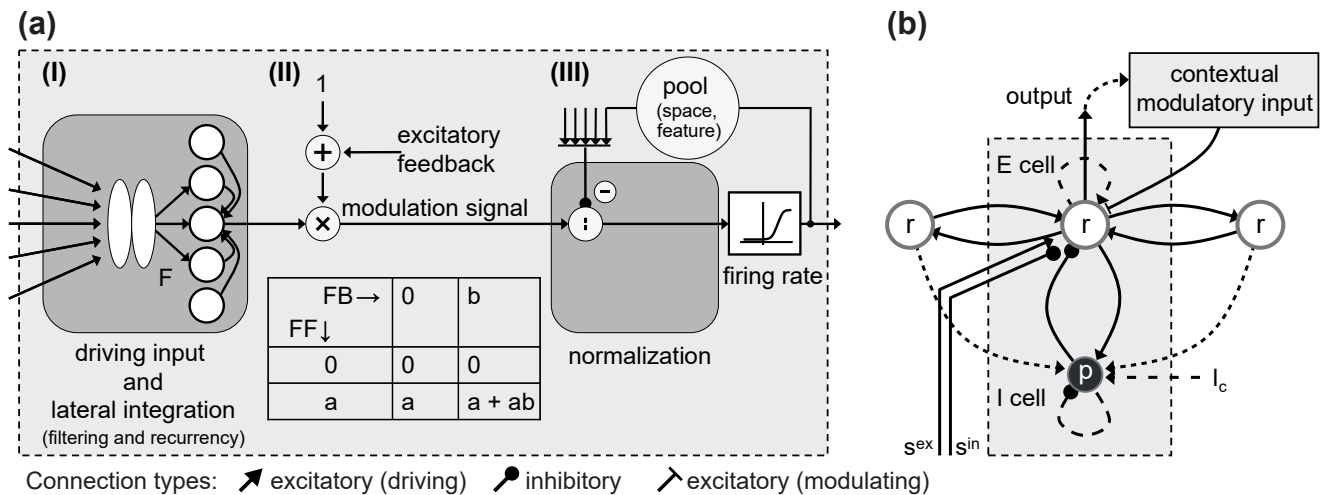 (a)
(I)
(II)
(III)
1
+
excitatory
feedback
×
modulation signal
F
driving input
and
lateral integration
(filtering and recurrency)
FB→ 0 b
FF↓
0 0 0
a a a + ab
pool
(space,
feature)
−
:
firing rate
normalization
(b)
contextual
modulatory input
output
E cell
r r r
p
I cell
I_c
s^ex s^in
Connection types: excitatory (driving) inhibitory excitatory (modulating)